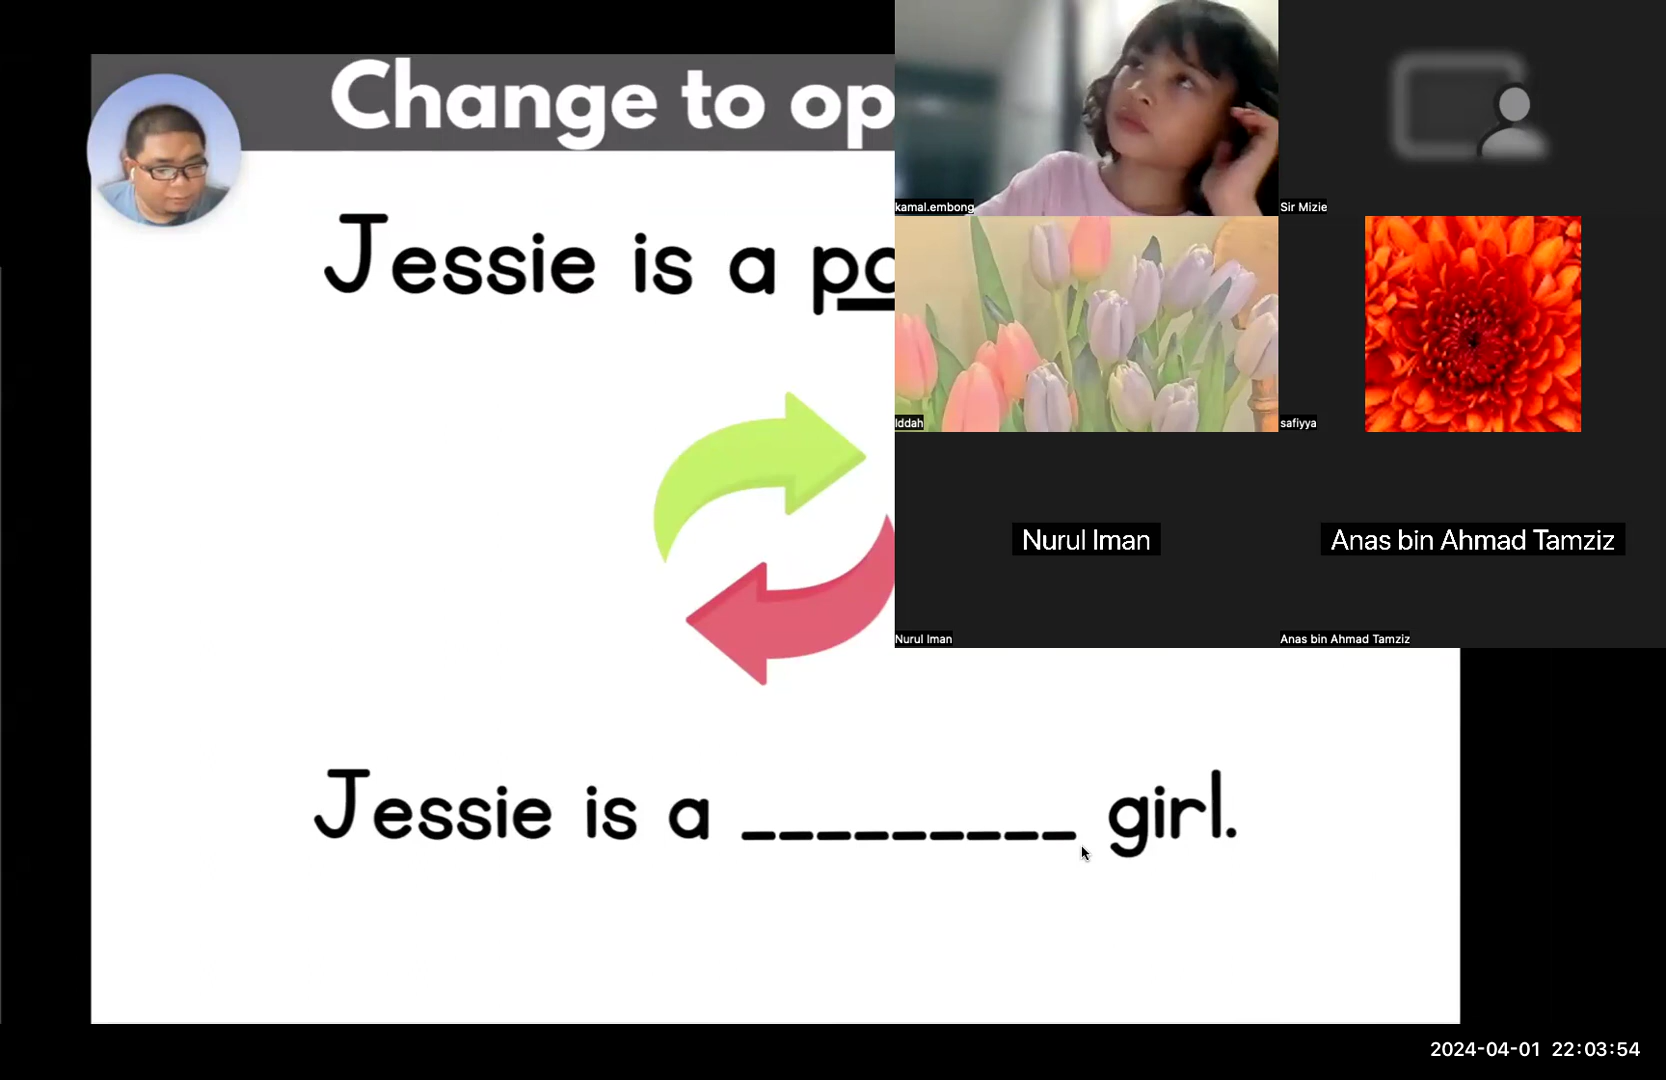 Change to op
kamal.embong
Sir Mizie
Jessie is a
Iddah
safiyya
Nurul Iman
Anas bin Ahmad Tamziz
Nurul Iman
Anas bin Ahmad Tamziz
Jessie is a _________ girl.
2024-04-01 22:03:54